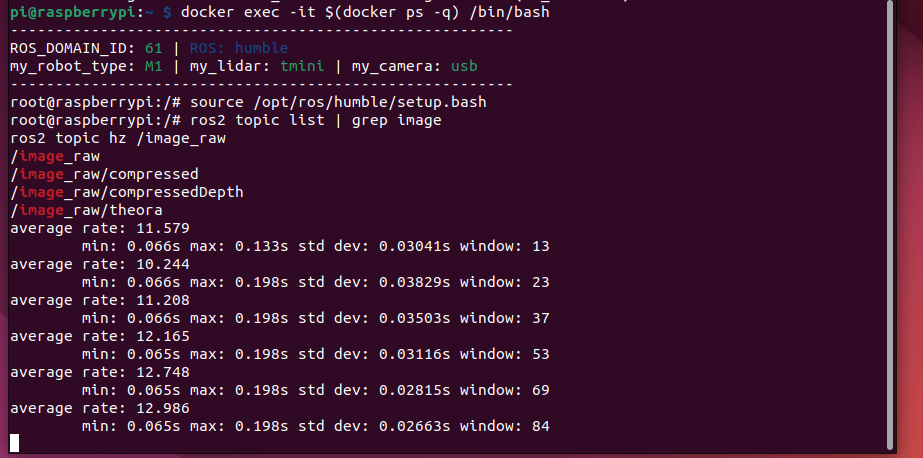 pi@raspberrypi:~ $ docker exec -it $(docker ps -q) /bin/bash
--------------------------------------------------------
ROS_DOMAIN_ID: 61 | ROS: humble
my_robot_type: M1 | my_lidar: tmini | my_camera: usb
--------------------------------------------------------
root@raspberrypi:/# source /opt/ros/humble/setup.bash
root@raspberrypi:/# ros2 topic list | grep image
ros2 topic hz /image_raw
/image_raw
/image_raw/compressed
/image_raw/compressedDepth
/image_raw/theora
average rate: 11.579
        min: 0.066s max: 0.133s std dev: 0.03041s window: 13
average rate: 10.244
        min: 0.066s max: 0.198s std dev: 0.03829s window: 23
average rate: 11.208
        min: 0.066s max: 0.198s std dev: 0.03503s window: 37
average rate: 12.165
        min: 0.065s max: 0.198s std dev: 0.03116s window: 53
average rate: 12.748
        min: 0.065s max: 0.198s std dev: 0.02815s window: 69
average rate: 12.986
        min: 0.065s max: 0.198s std dev: 0.02663s window: 84